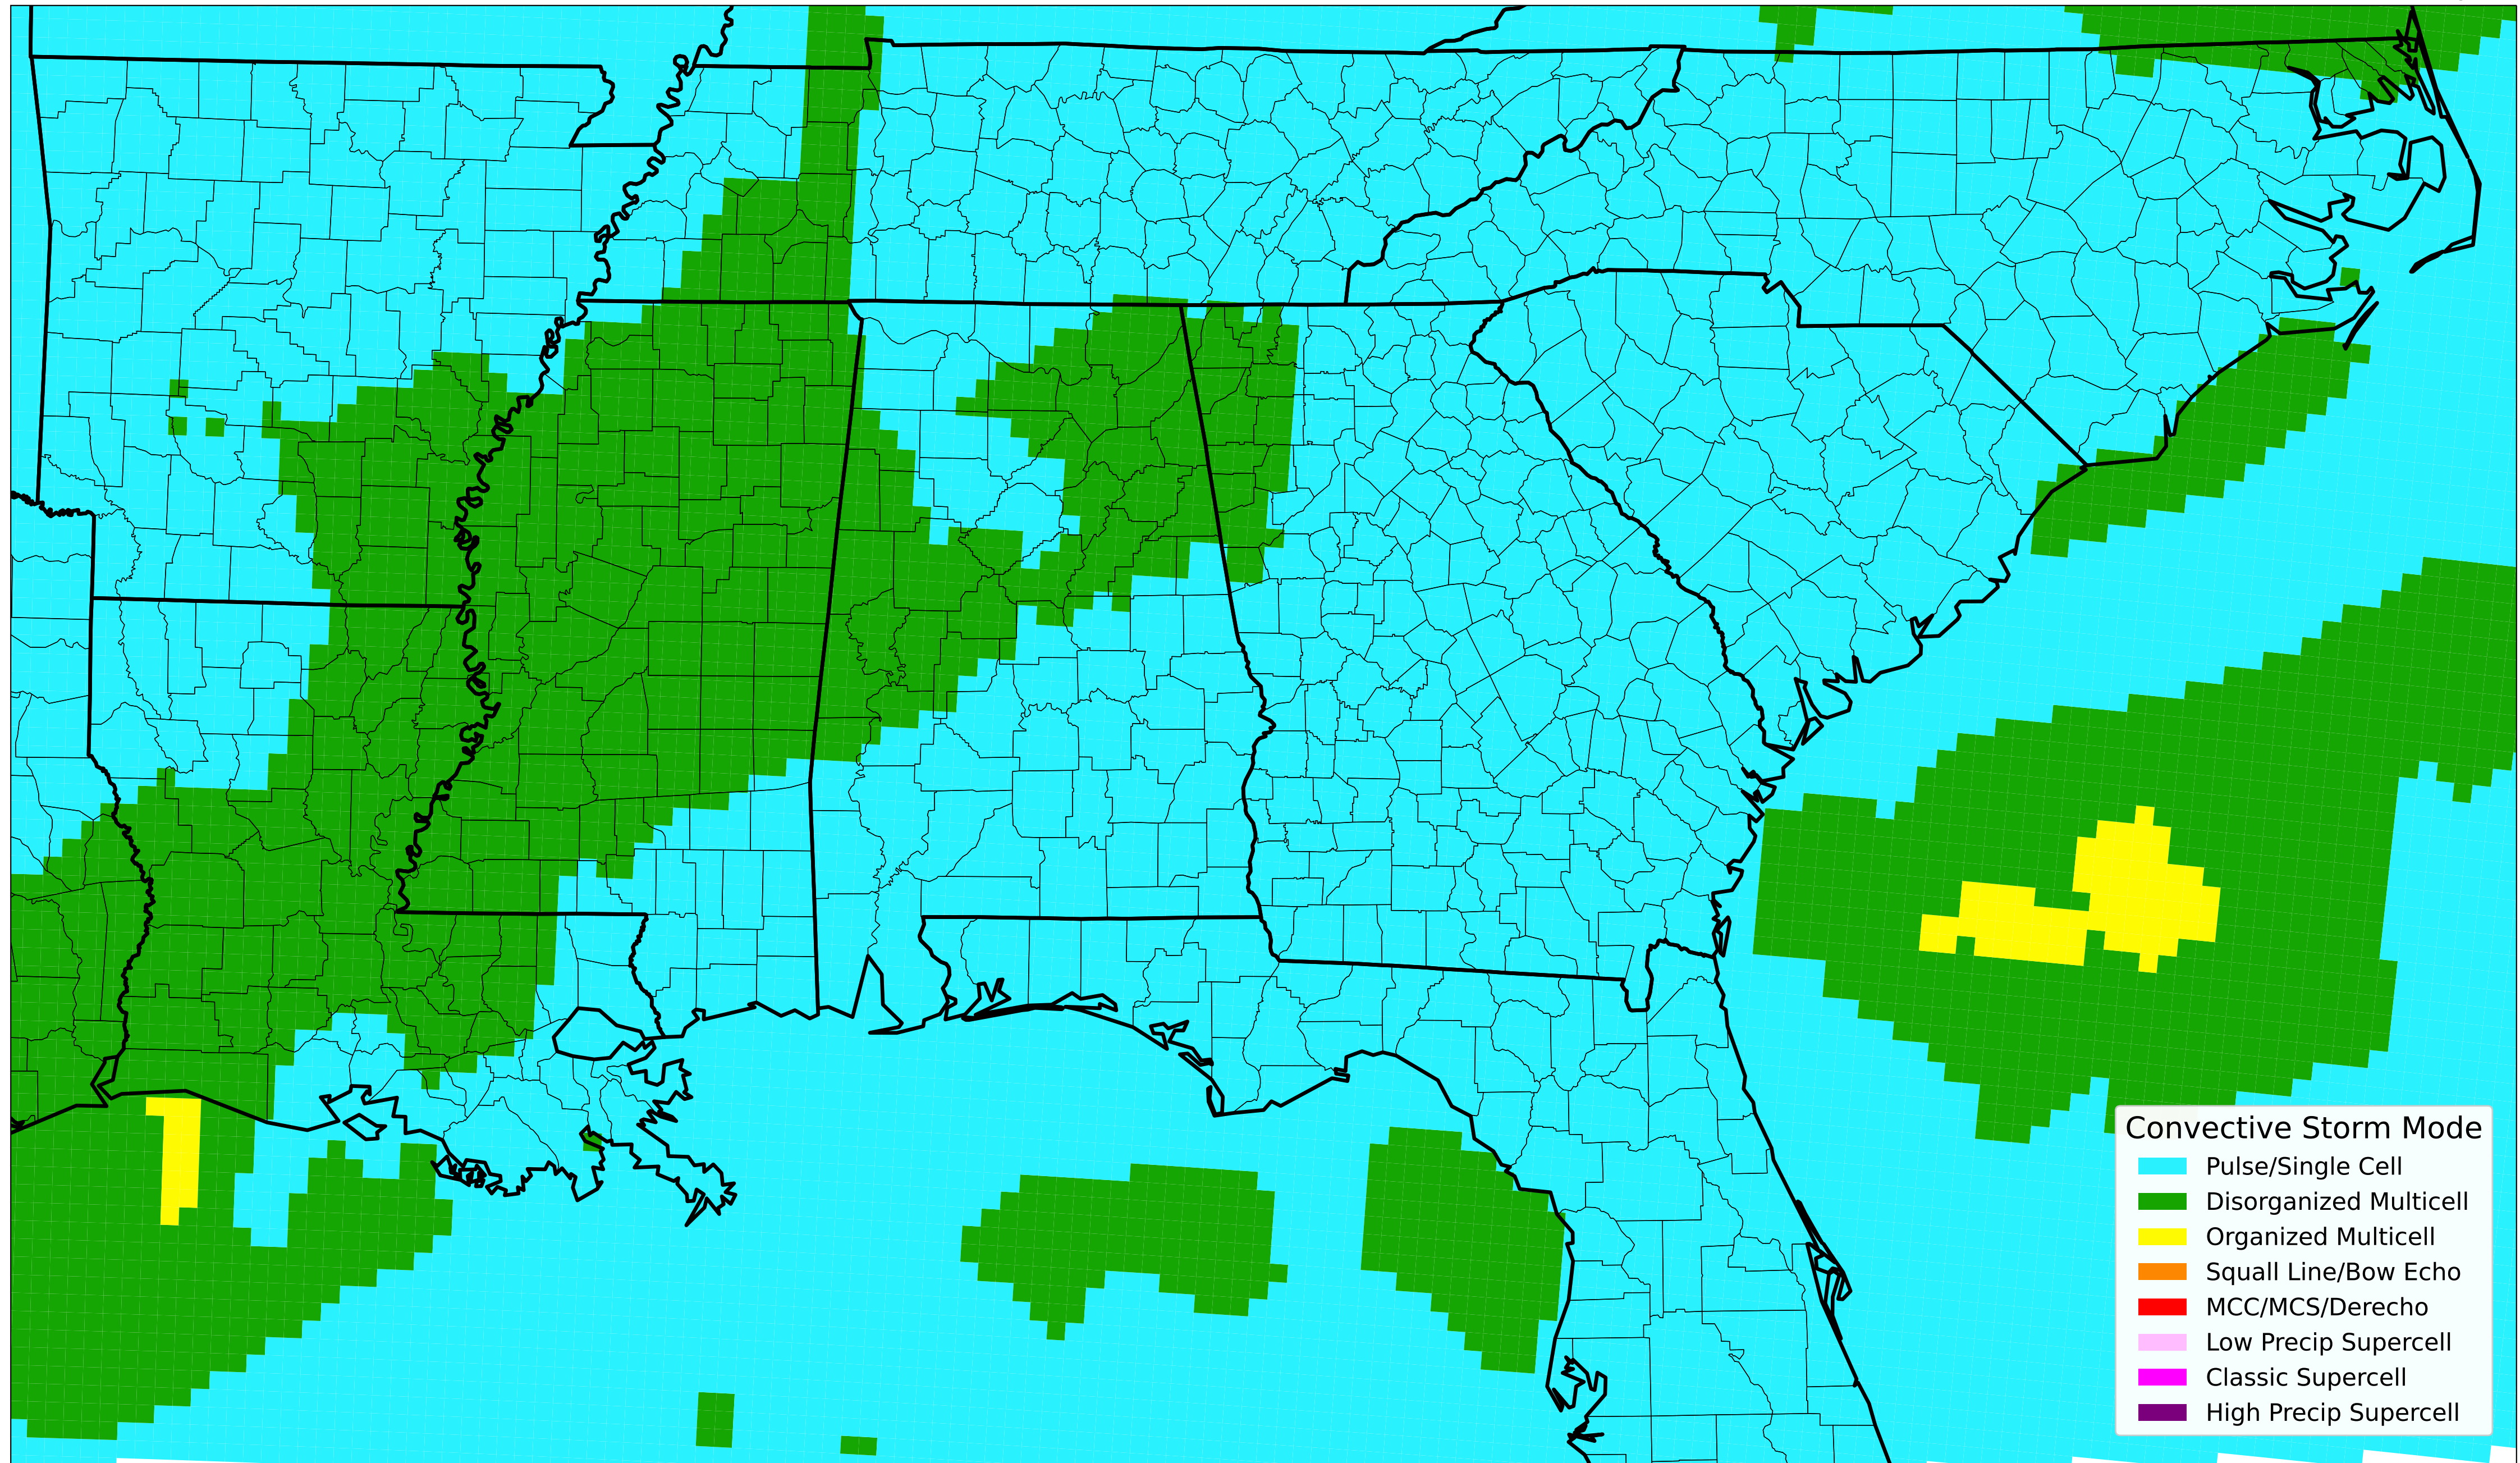 Convective Storm Mode
Pulse/Single Cell
Disorganized Multicell
Organized Multicell
Squall Line/Bow Echo
MCC/MCS/Derecho
Low Precip Supercell
Classic Supercell
High Precip Supercell